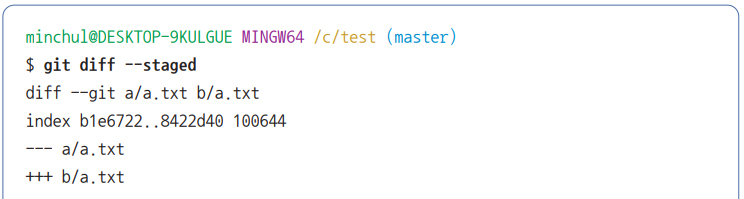 minchul@DESKTOP-9KULGUE MINGW64 /c/test (master)
$ git diff --staged
diff --git a/a.txt b/a.txt
index b1e6722..8422d40 100644
--- a/a.txt
+++ b/a.txt